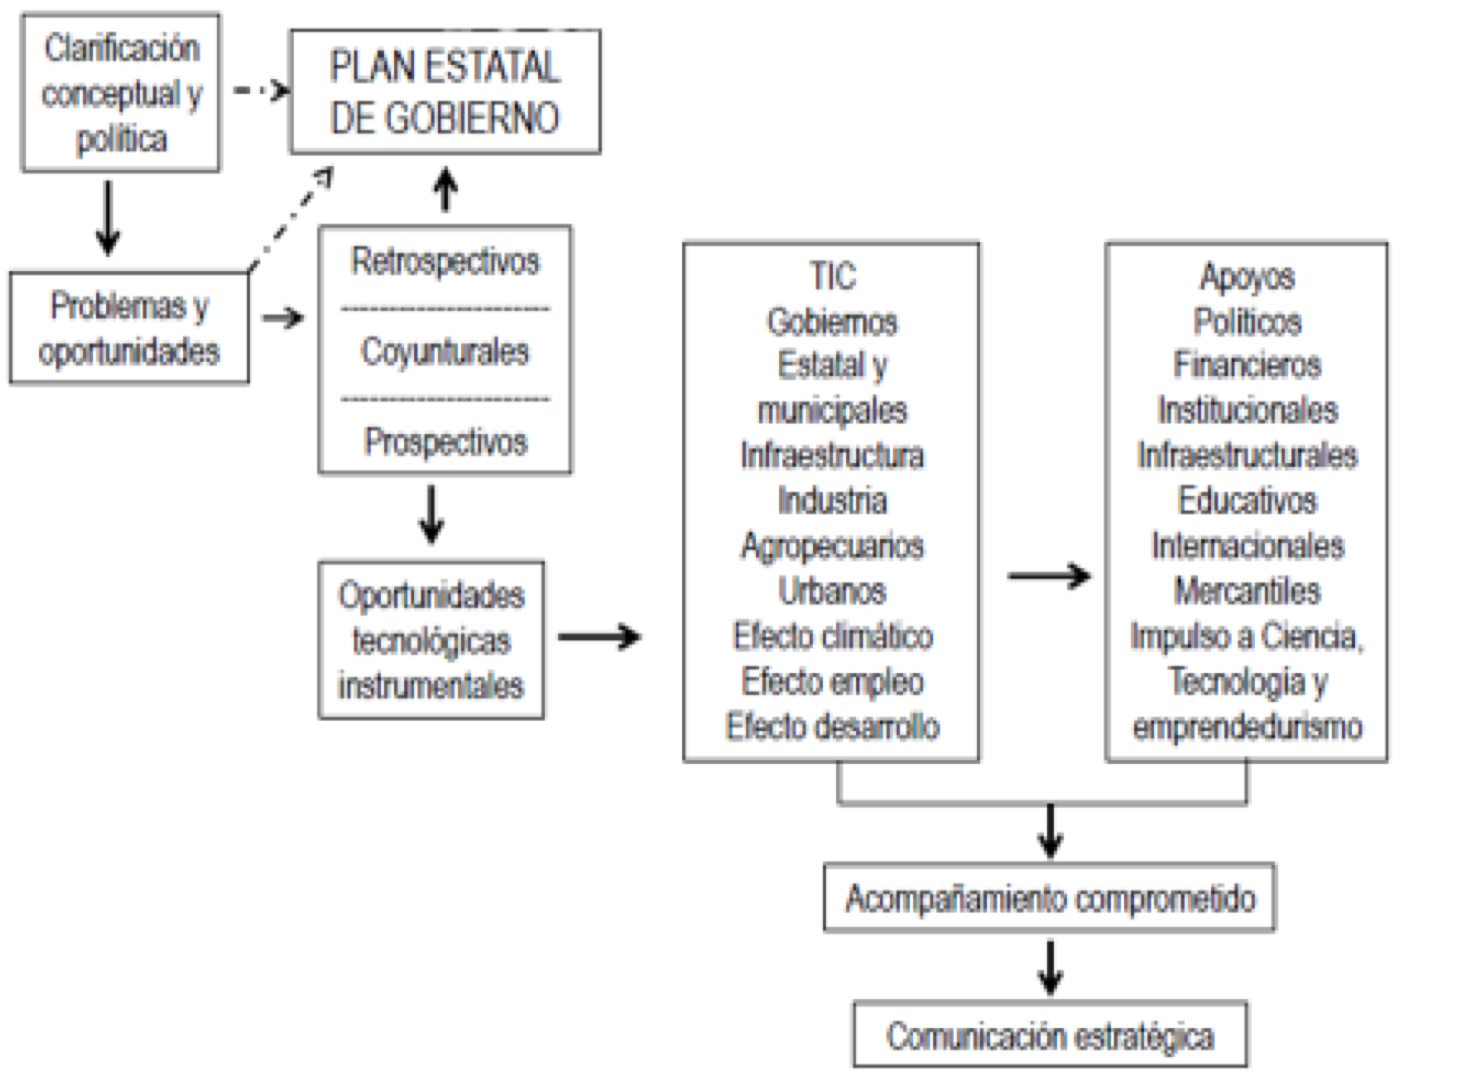 Clarificación
conceptual y
política
PLAN ESTATAL
DE GOBIERNO
Problemas y
oportunidades
Retrospectivos
Coyunturales
Prospectivos
Oportunidades
tecnológicas
instrumentales
TIC
Gobiernos
Estatal y
municipales
Infraestructura
Industria
Agropecuarios
Urbanos
Efecto climático
Efecto empleo
Efecto desarrollo
Apoyos
Políticos
Financieros
Institucionales
Infraestructurales
Educativos
Internacionales
Mercantiles
Impulso a Ciencia,
Tecnología y
emprendedurismo
Acompañamiento comprometido
Comunicación estratégica